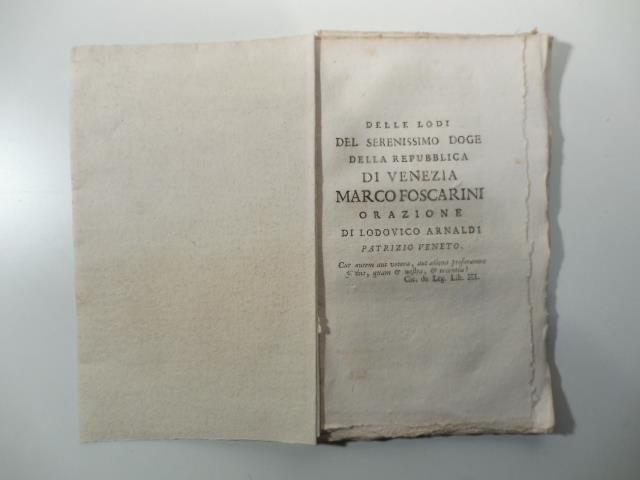 DELLE LODI
DEL SERENISSIMO DOGE
DELLA REPUBBLICA
DI VENEZIA
MARCO FOSCARINI
ORAZIONE
DI LODOVICO ARNALDI
PATRIZIO VENETO.
Cur autem aut vetera, aut aliena proferamus
potius, quam & nostra, & recentia?
Cic. de Leg. Lib. III.